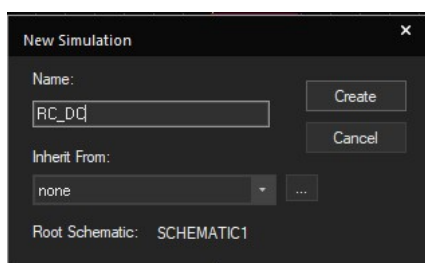 New Simulation
Name:
RC_DC
Create
Cancel
Inherit From:
none
...
Root Schematic: SCHEMATIC1